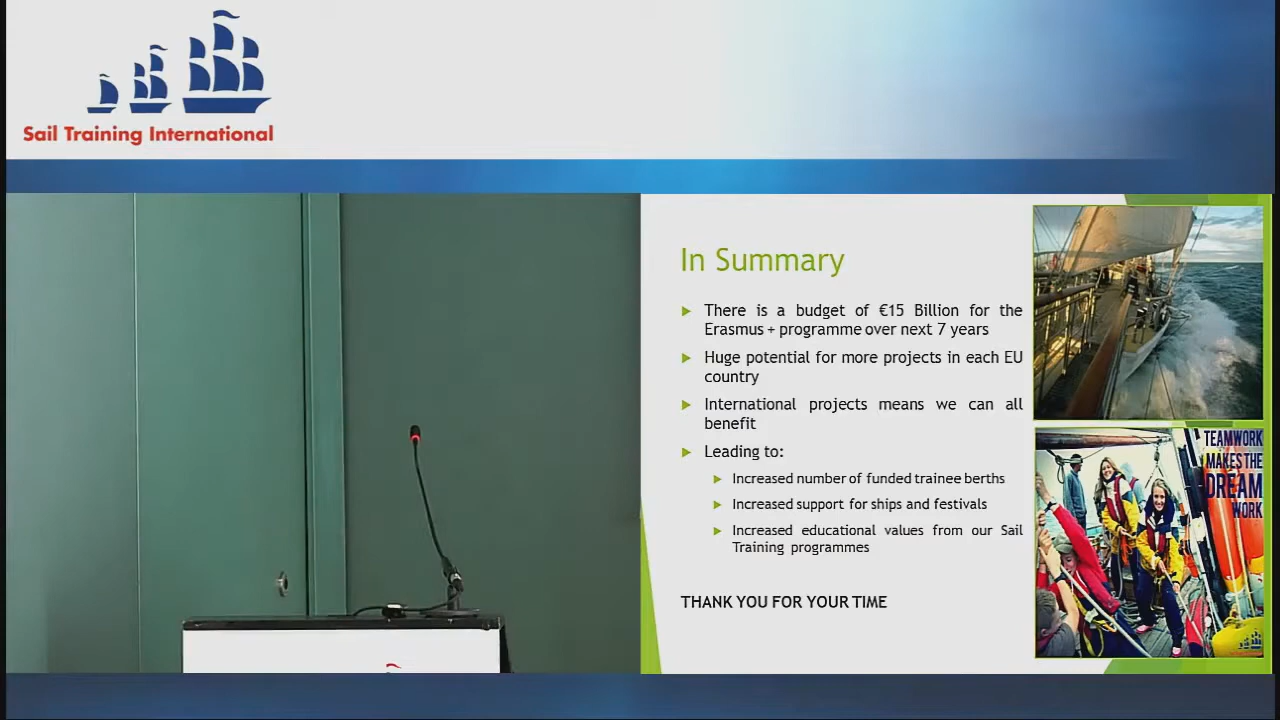 Sail Training International
In Summary
There is a budget of €15 Billion for the
Erasmus + programme over next 7 years
Huge potential for more projects in each EU
country
International projects means we can all
benefit
Leading to:
Increased number of funded trainee berths
Increased support for ships and festivals
Increased educational values from our Sail
Training programmes
THANK YOU FOR YOUR TIME
TEAMWORK
MAKES THE
DREAM
WORK